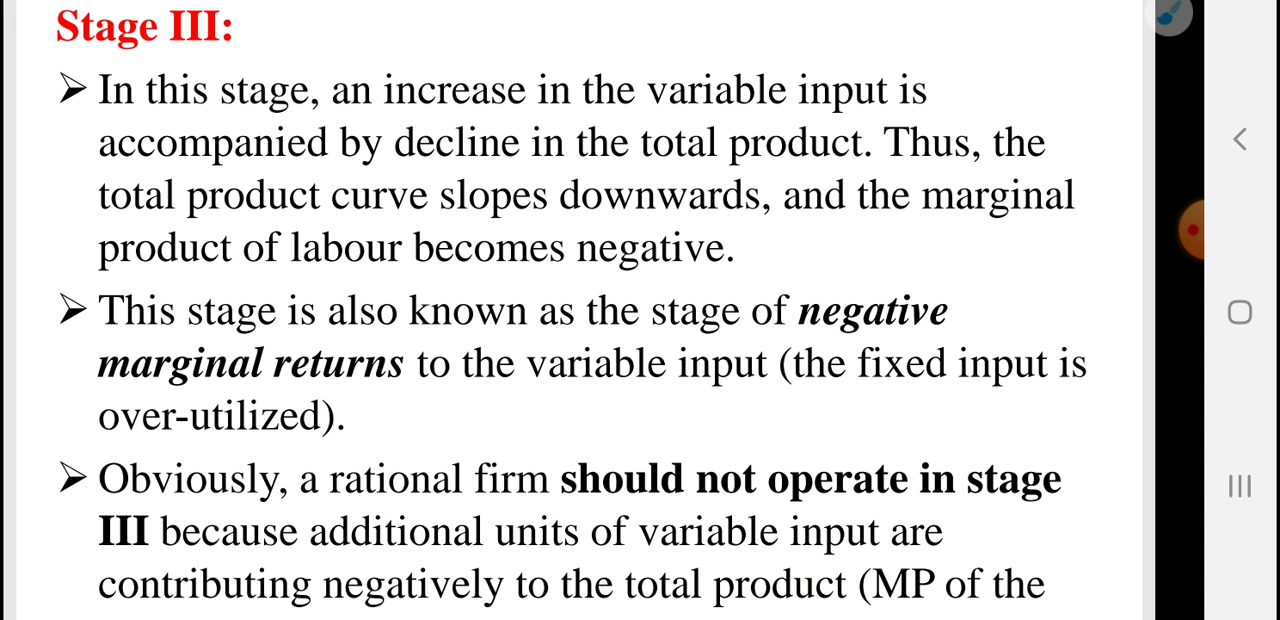 Stage III:
➢ In this stage, an increase in the variable input is
accompanied by decline in the total product. Thus, the
total product curve slopes downwards, and the marginal
product of labour becomes negative.
➢ This stage is also known as the stage of negative
marginal returns to the variable input (the fixed input is
over-utilized).
➢ Obviously, a rational firm should not operate in stage
III because additional units of variable input are
contributing negatively to the total product (MP of the